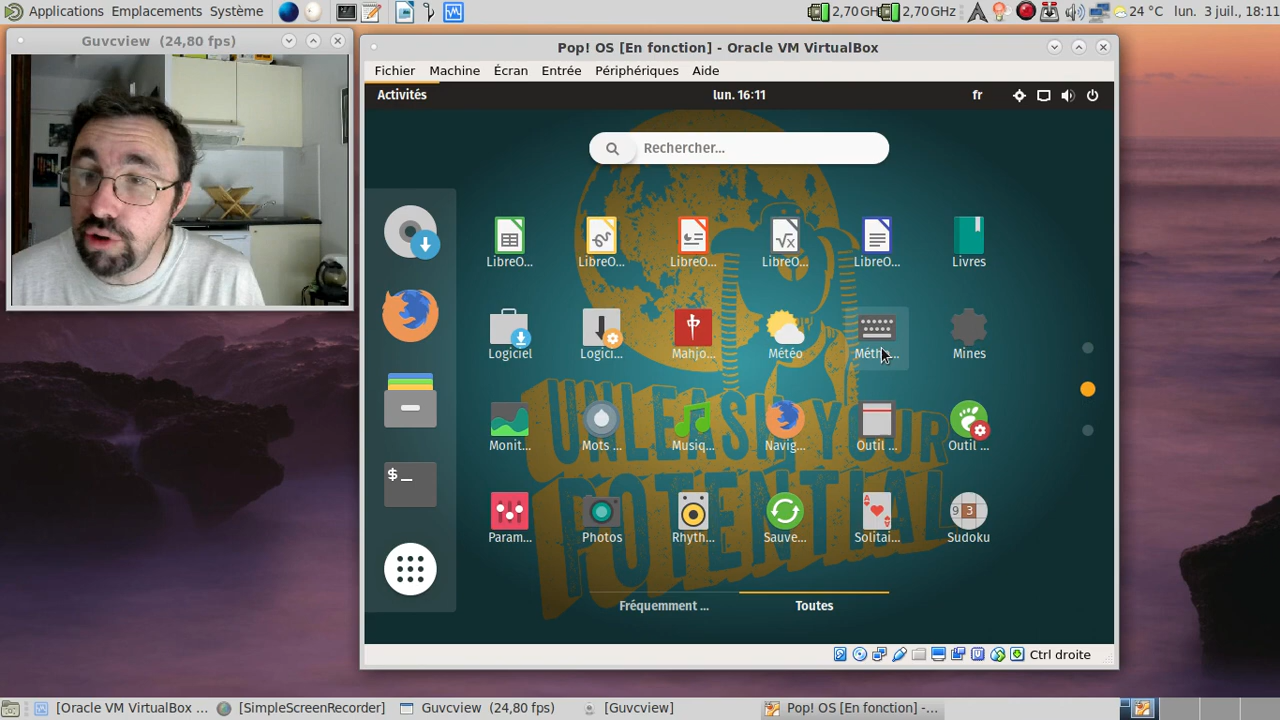 Applications Emplacements Système 2,70 GHz 2,70 GHz 24 °C lun. 3 juil., 18:11
Guvcview (24,80 fps)
Pop! OS [En fonction] - Oracle VM VirtualBox
Fichier Machine Écran Entrée Périphériques Aide
Activités lun. 16:11 fr
Rechercher...
LibreO... LibreO... LibreO... LibreO... LibreO... Livres
Logiciel Logici... Mahjo... Météo Méth... Mines
UNLEASH YOUR
Monit... Mots ... Musiq... Navig... Outil ... Outil ...
POTENTIAL
$_
9 3
Param... Photos Rhyth... Sauve... Solitai... Sudoku
Fréquemment ... Toutes
Ctrl droite
[Oracle VM VirtualBox ... [SimpleScreenRecorder] Guvcview (24,80 fps) [Guvcview] Pop! OS [En fonction] -...